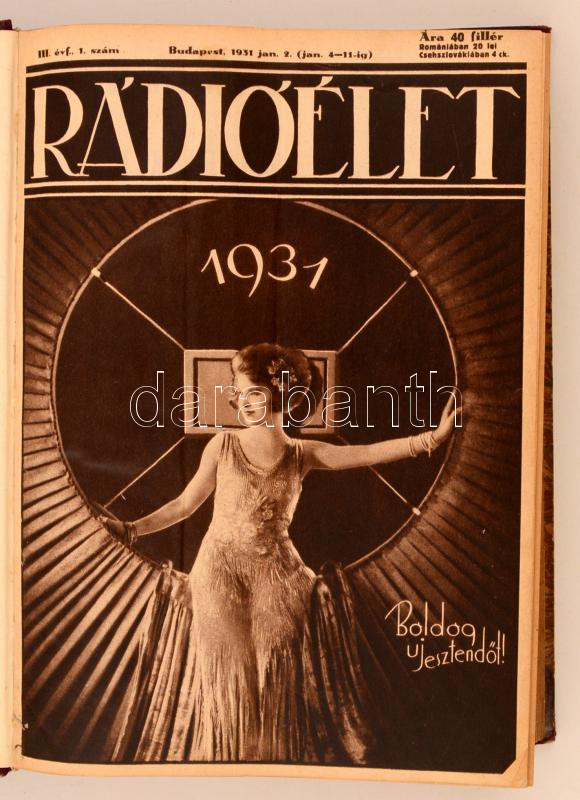 III. évf., 1. szám
Budapest, 1931 jan. 2. (jan. 4—11-ig)
Ára 40 fillér
Romániában 20 lei
Csehszlovákiában 4 ck.
RÁDIÓÉLET
1931
darabanth
Boldog
ujesztendőt!